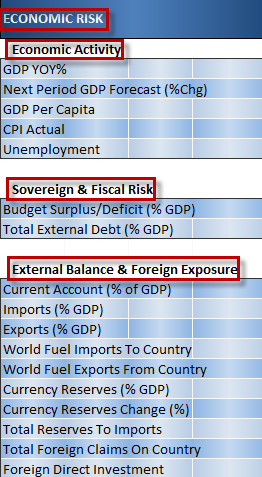 ECONOMIC RISK
Economic Activity
GDP YOY%
Next Period GDP Forecast (%Chg)
GDP Per Capita
CPI Actual
Unemployment
Sovereign & Fiscal Risk
Budget Surplus/Deficit (% GDP)
Total External Debt (% GDP)
External Balance & Foreign Exposure
Current Account (% of GDP)
Imports (% GDP)
Exports (% GDP)
World Fuel Imports To Country
World Fuel Exports From Country
Currency Reserves (% GDP)
Currency Reserves Change (%)
Total Reserves To Imports
Total Foreign Claims On Country
Foreign Direct Investment